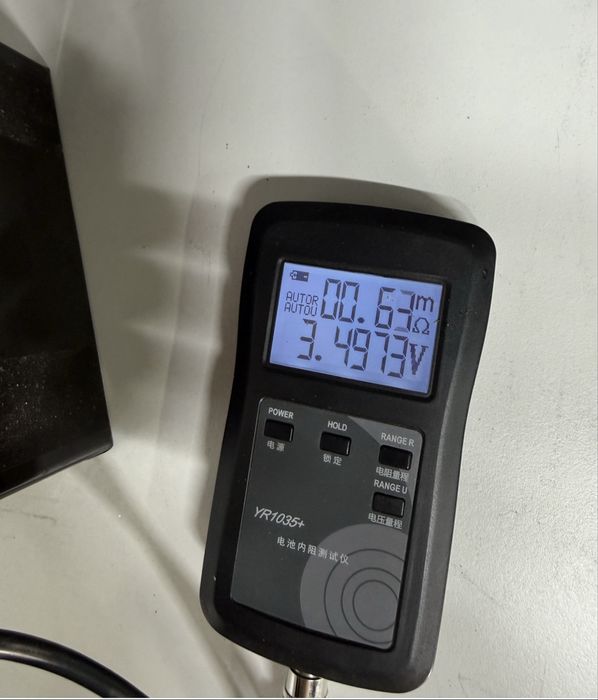 AUTOR 00.63mΩ
AUTOU 3.4973V
POWER
电源
HOLD
锁定
RANGE R
电阻量程
RANGE U
电压量程
YR1035+
电池内阻测试仪